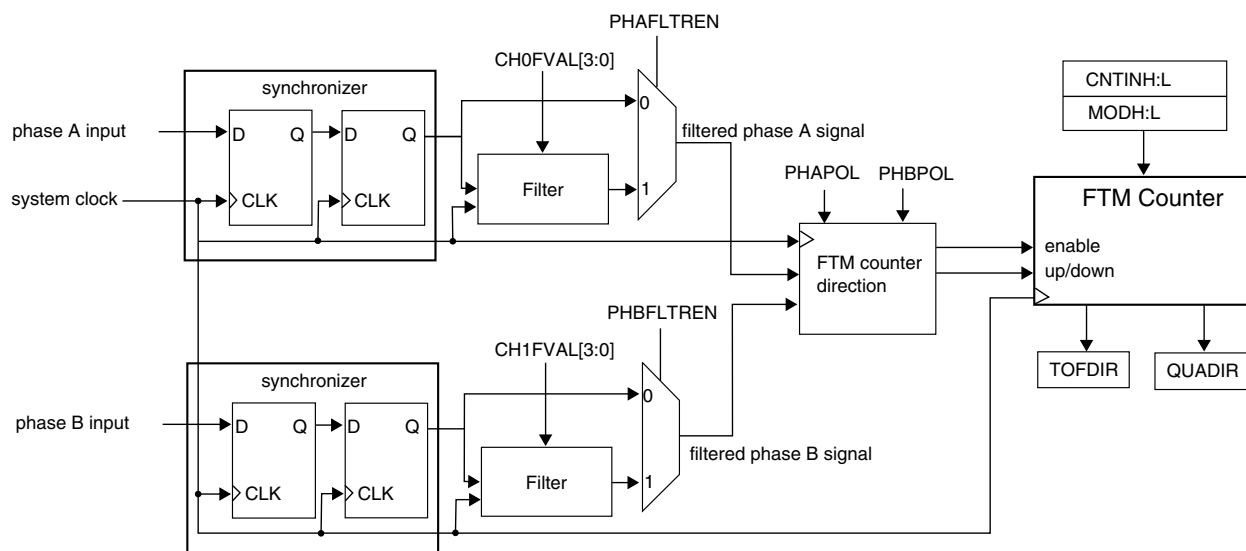 PHAFLTREN
CH0FVAL[3:0]
synchronizer
CNTINH:L
MODH:L
0
phase A input
D
Q
D
Q
filtered phase A signal
Filter
1
system clock
CLK
CLK
PHAPOL
PHBPOL
FTM Counter
enable
up/down
FTM counter
direction
PHBFLTREN
CH1FVAL[3:0]
synchronizer
TOFDIR
QUADIR
0
phase B input
D
Q
D
Q
filtered phase B signal
Filter
1
CLK
CLK